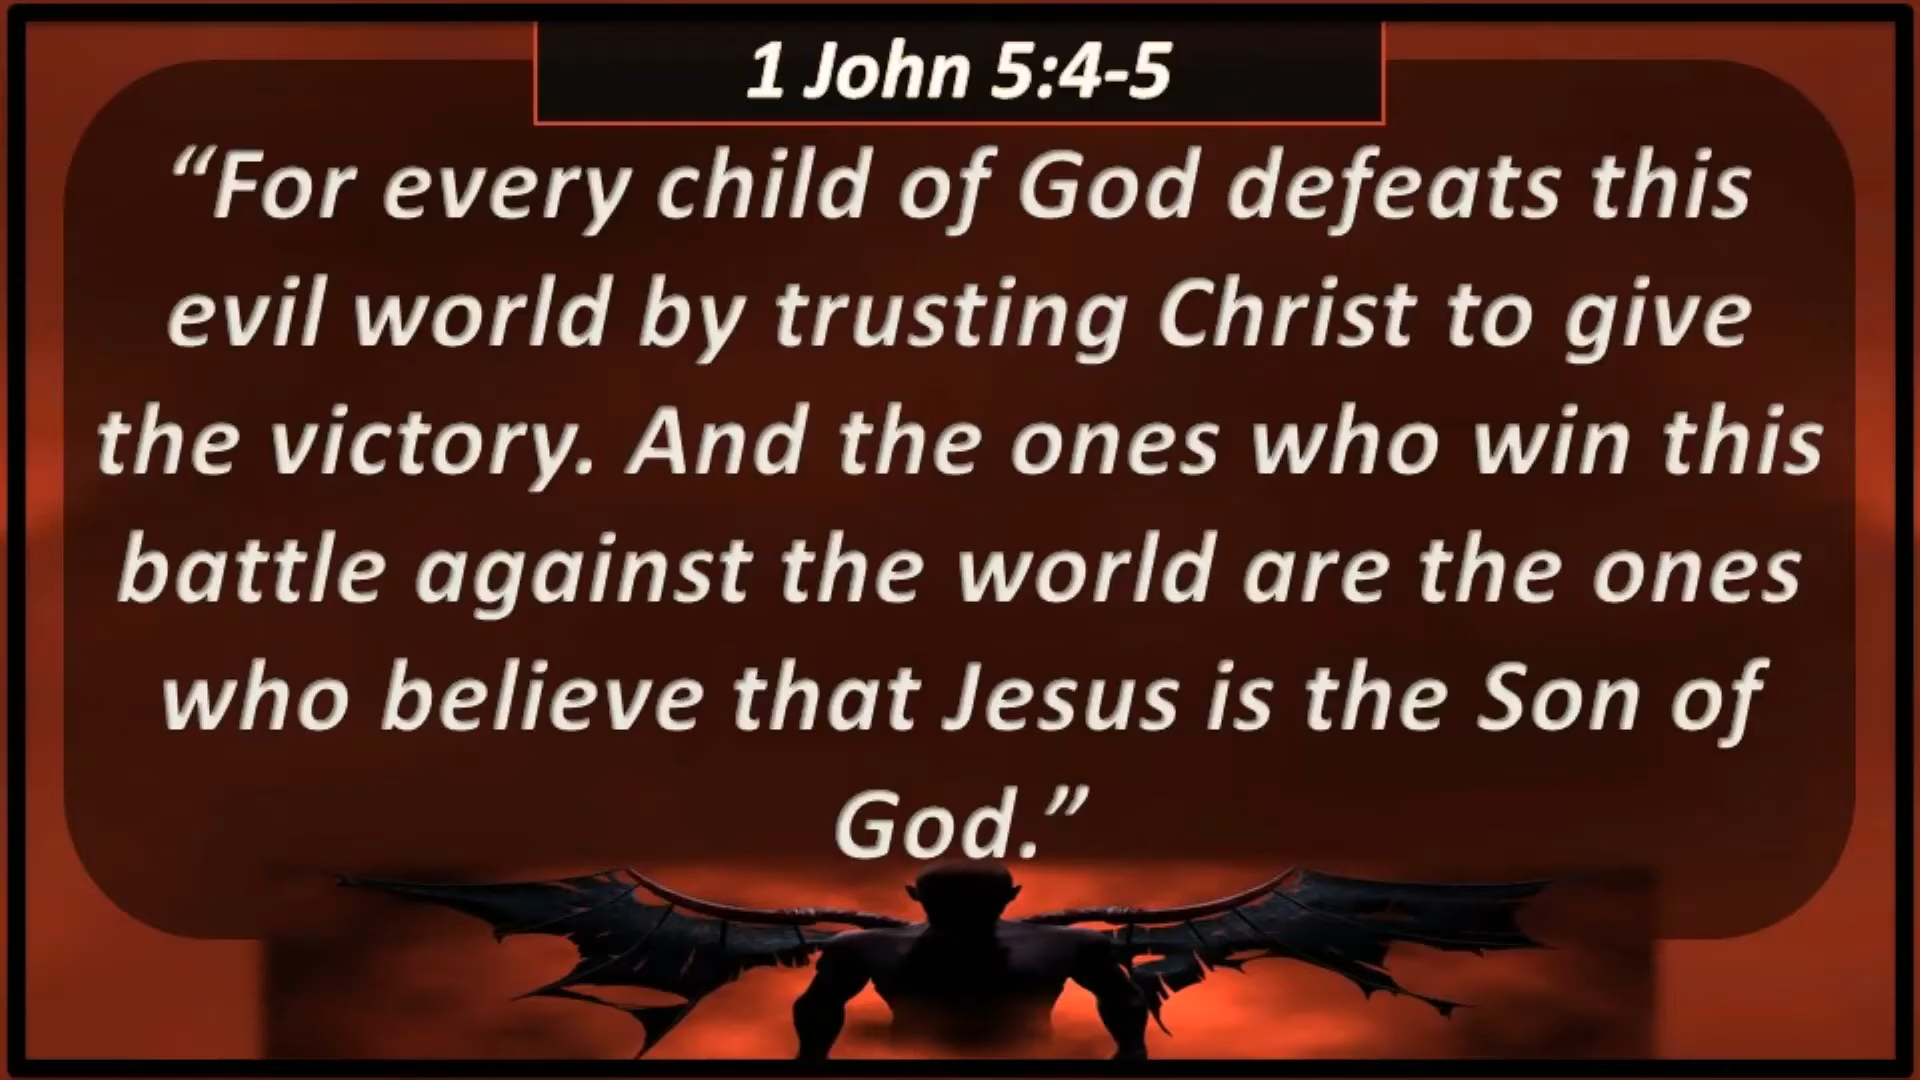 1 John 5:4-5
“For every child of God defeats this
evil world by trusting Christ to give
the victory. And the ones who win this
battle against the world are the ones
who believe that Jesus is the Son of
God.”